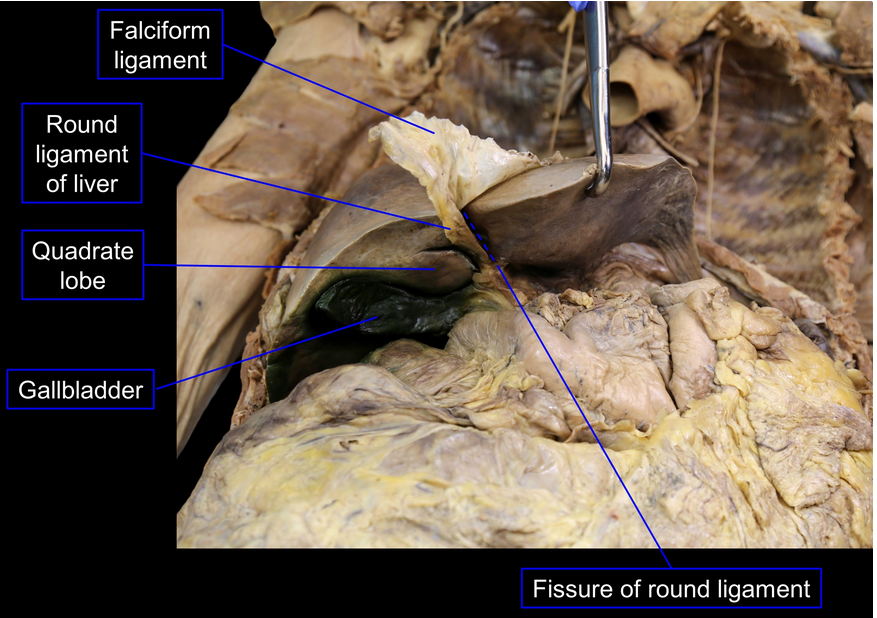 Falciform
ligament
Round
ligament
of liver
Quadrate
lobe
Gallbladder
Fissure of round ligament